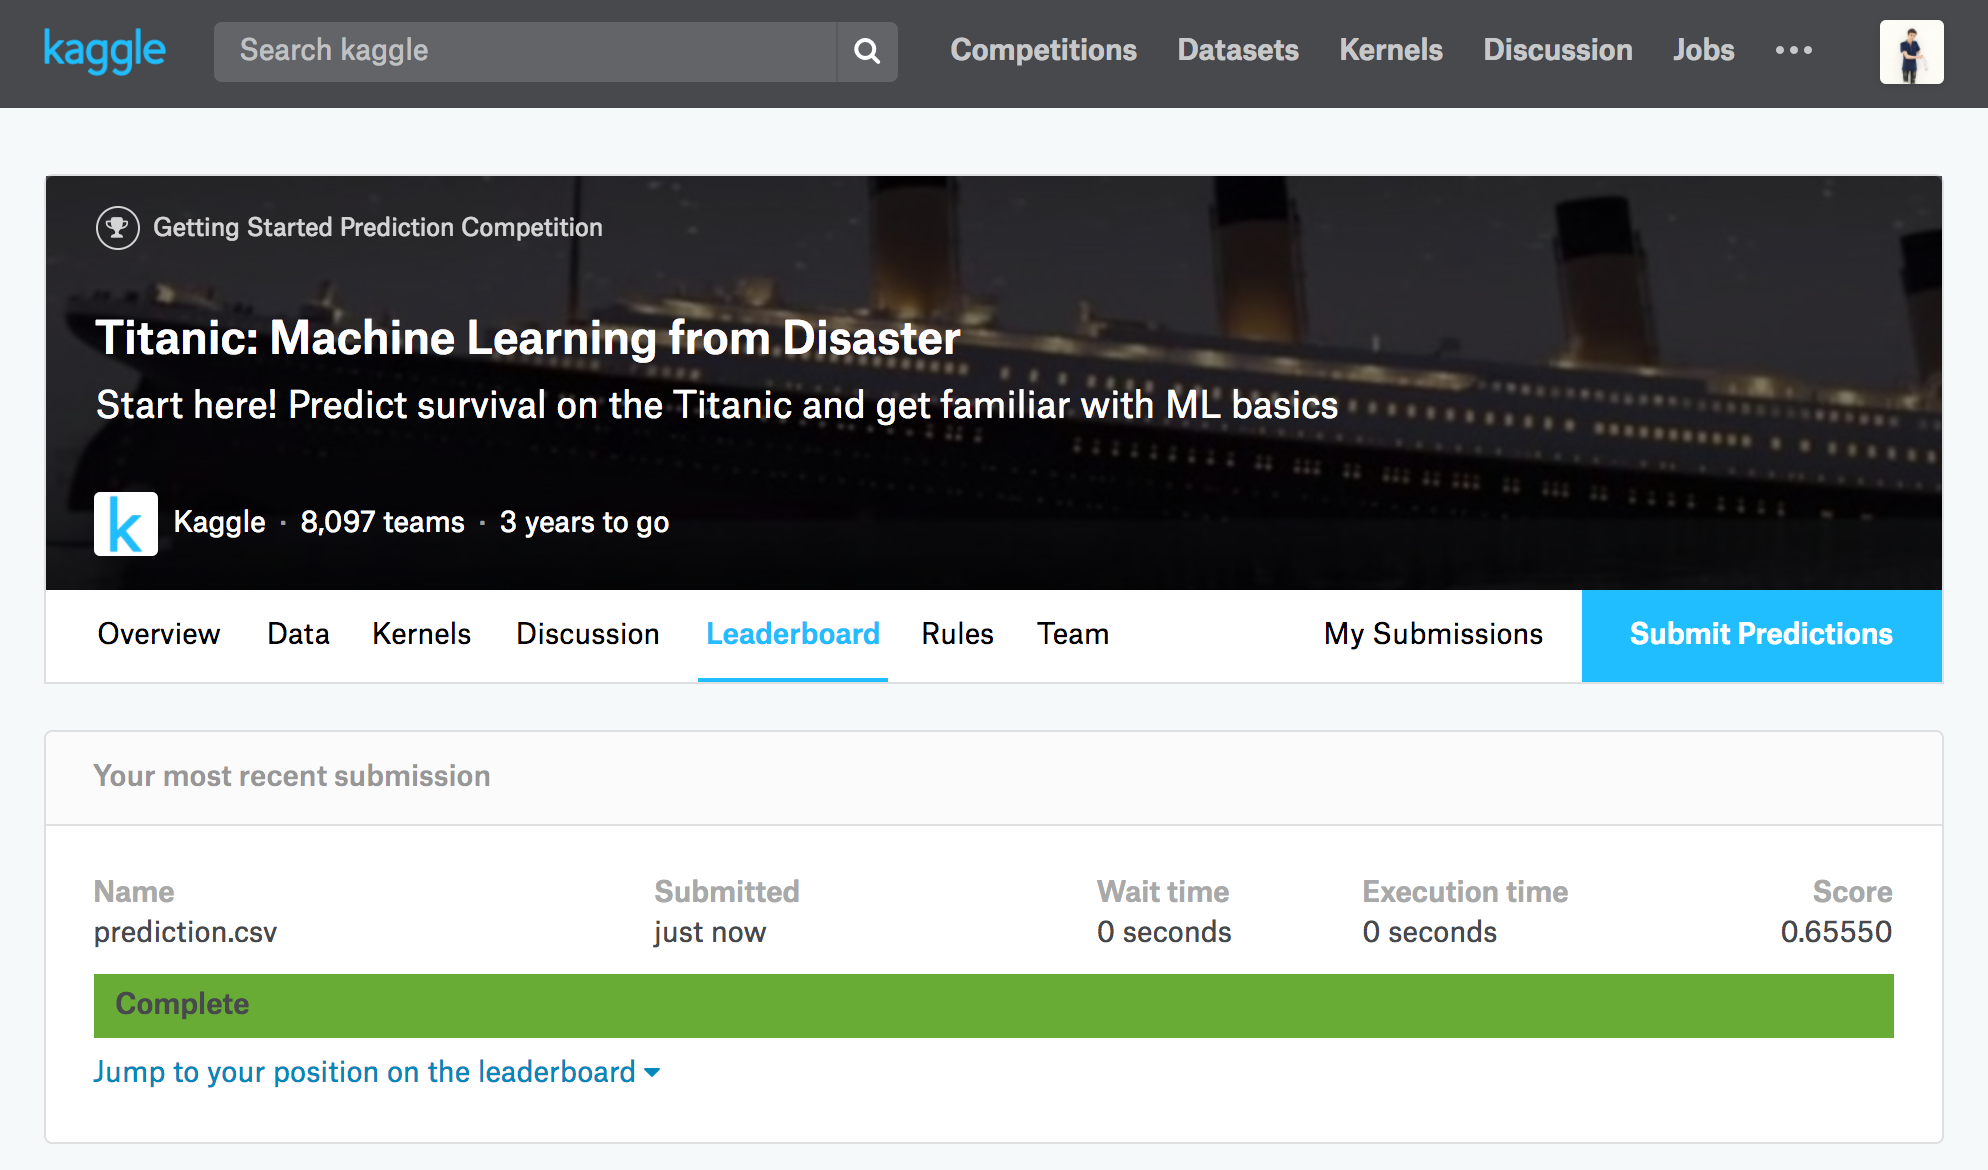 kaggle
Search kaggle
Competitions Datasets Kernels Discussion Jobs •••
Getting Started Prediction Competition
Titanic: Machine Learning from Disaster
Start here! Predict survival on the Titanic and get familiar with ML basics
k
Kaggle · 8,097 teams · 3 years to go
Overview Data Kernels Discussion Leaderboard Rules Team My Submissions Submit Predictions
Your most recent submission
Name Submitted Wait time Execution time Score
prediction.csv just now 0 seconds 0 seconds 0.65550
Complete
Jump to your position on the leaderboard